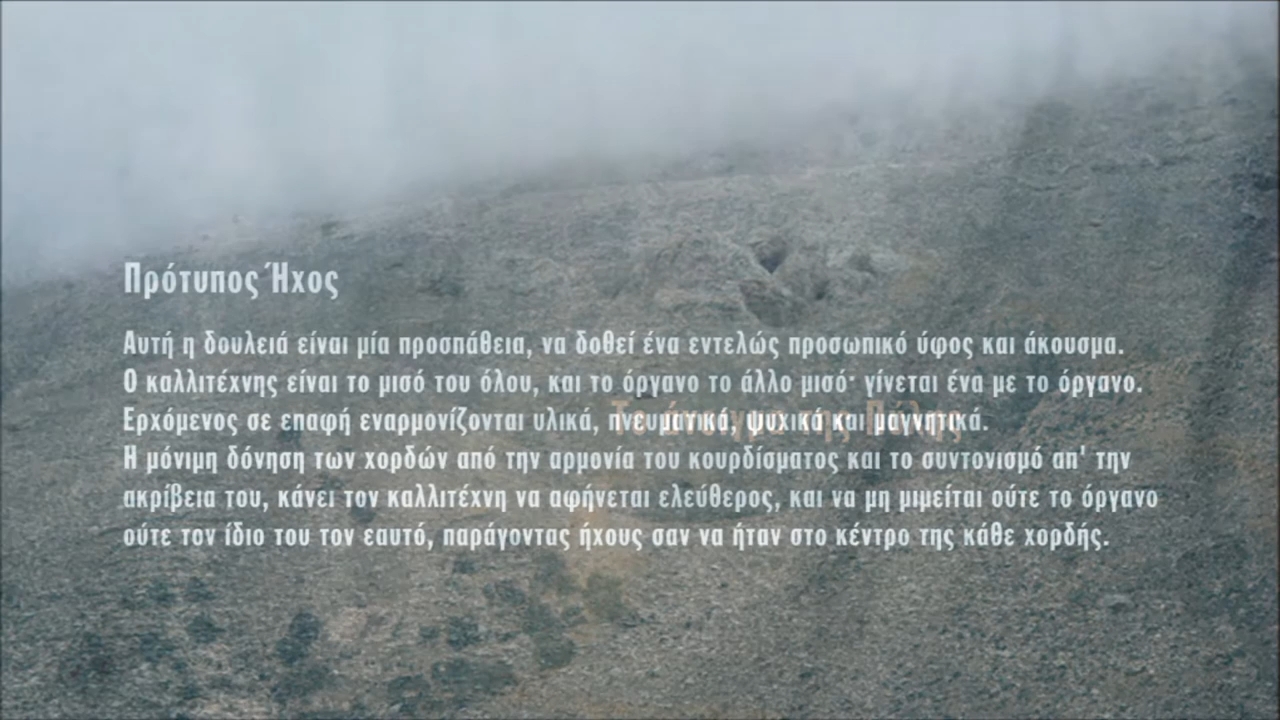 Πρότυπος Ήχος
Αυτή η δουλειά είναι μία προσπάθεια, να δοθεί ένα εντελώς προσωπικό ύφος και άκουσμα.
Ο καλλιτέχνης είναι το μισό του όλου, και το όργανο το άλλο μισό· γίνεται ένα με το όργανο.
Ερχόμενος σε επαφή εναρμονίζονται υλικά, πνευματικά, ψυχικά και μαγνητικά.
Η μόνιμη δόνηση των χορδών από την αρμονία του κουρδίσματος και το συντονισμό απ' την
ακρίβεια του, κάνει τον καλλιτέχνη να αφήνεται ελεύθερος, και να μη μιμείται ούτε το όργανο
ούτε τον ίδιο του τον εαυτό, παράγοντας ήχους σαν να ήταν στο κέντρο της κάθε χορδής.
Το της